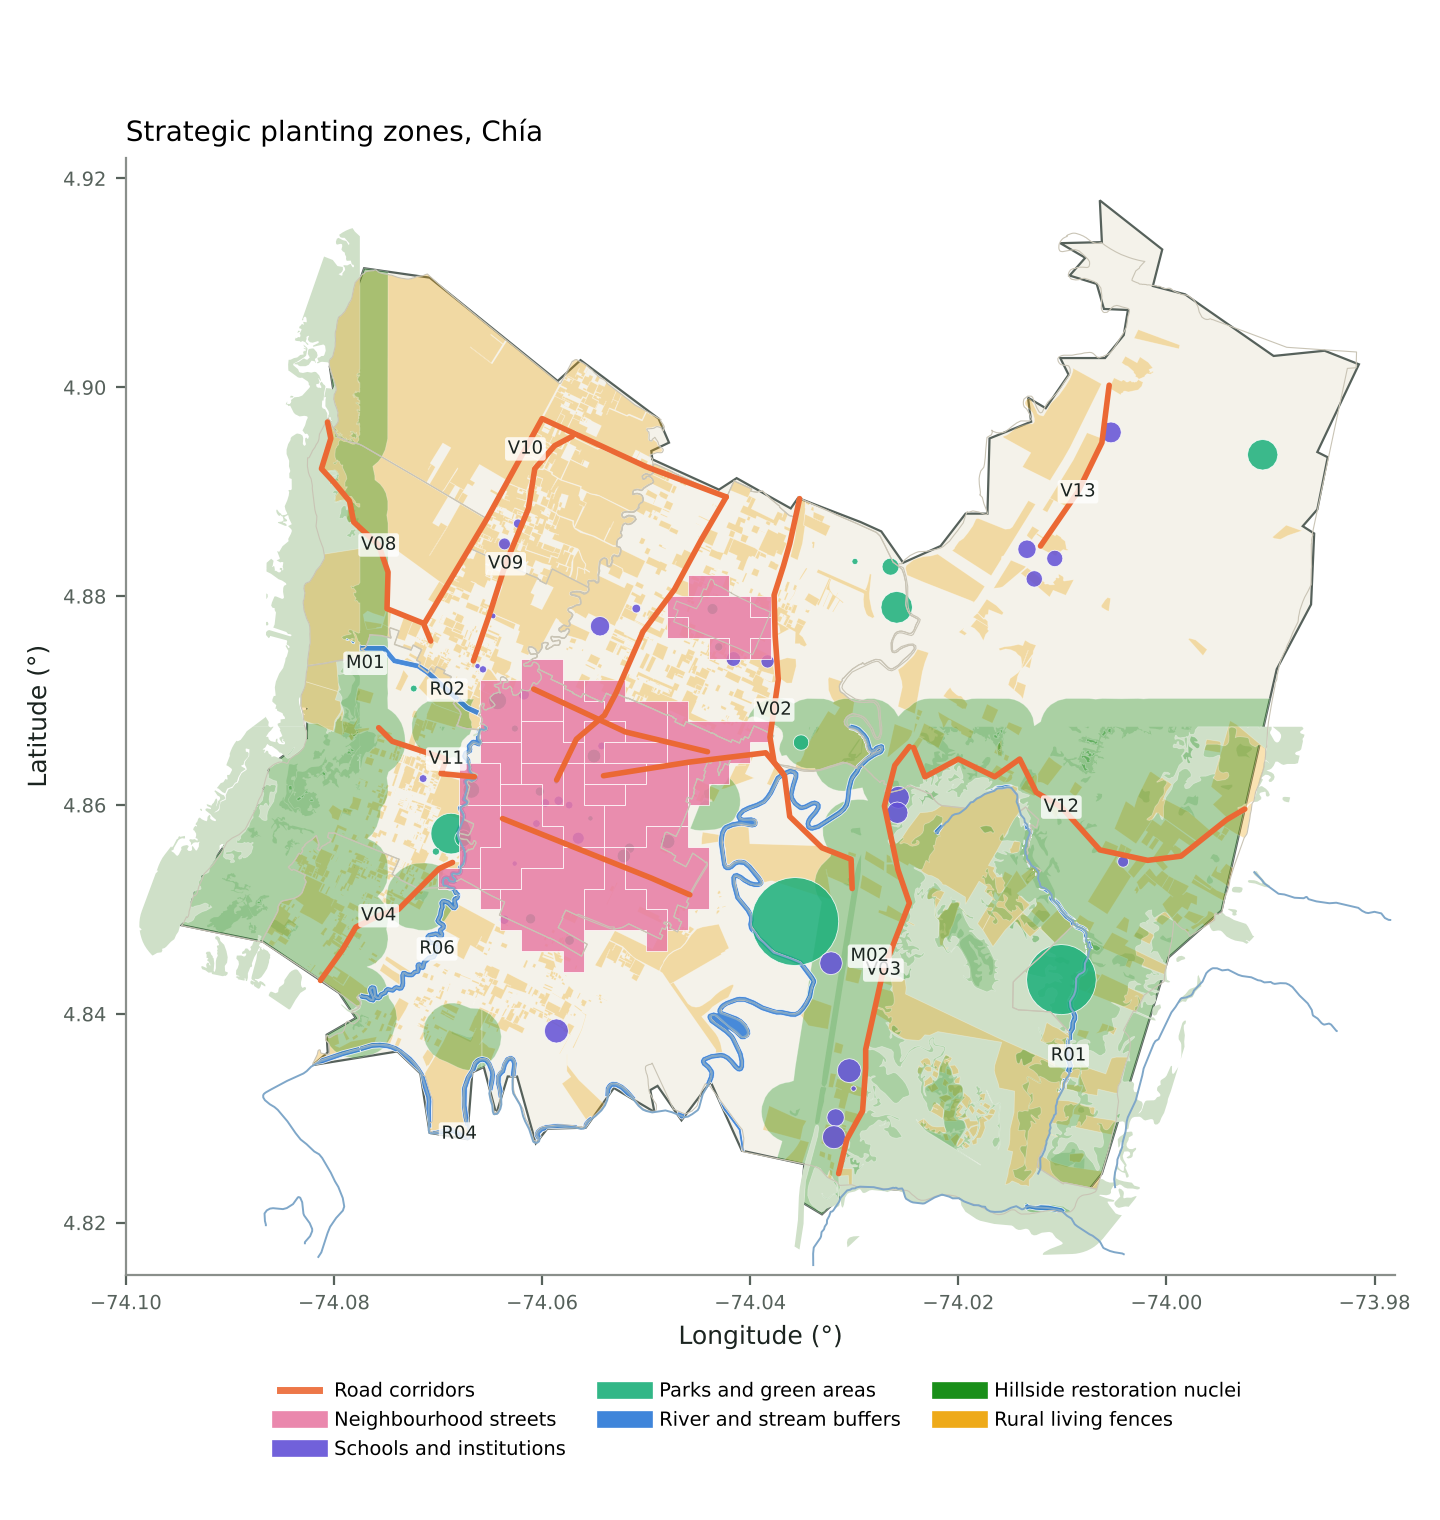 Strategic planting zones, Chía
Latitude (°)
4.92
4.90
4.88
4.86
4.84
4.82
V10
V13
V08
V09
M01
R02
V02
V11
V12
V04
R06
M02
V03
R01
R04
−74.10
−74.08
−74.06
−74.04
−74.02
−74.00
−73.98
Longitude (°)
Road corridors
Neighbourhood streets
Schools and institutions
Parks and green areas
River and stream buffers
Hillside restoration nuclei
Rural living fences